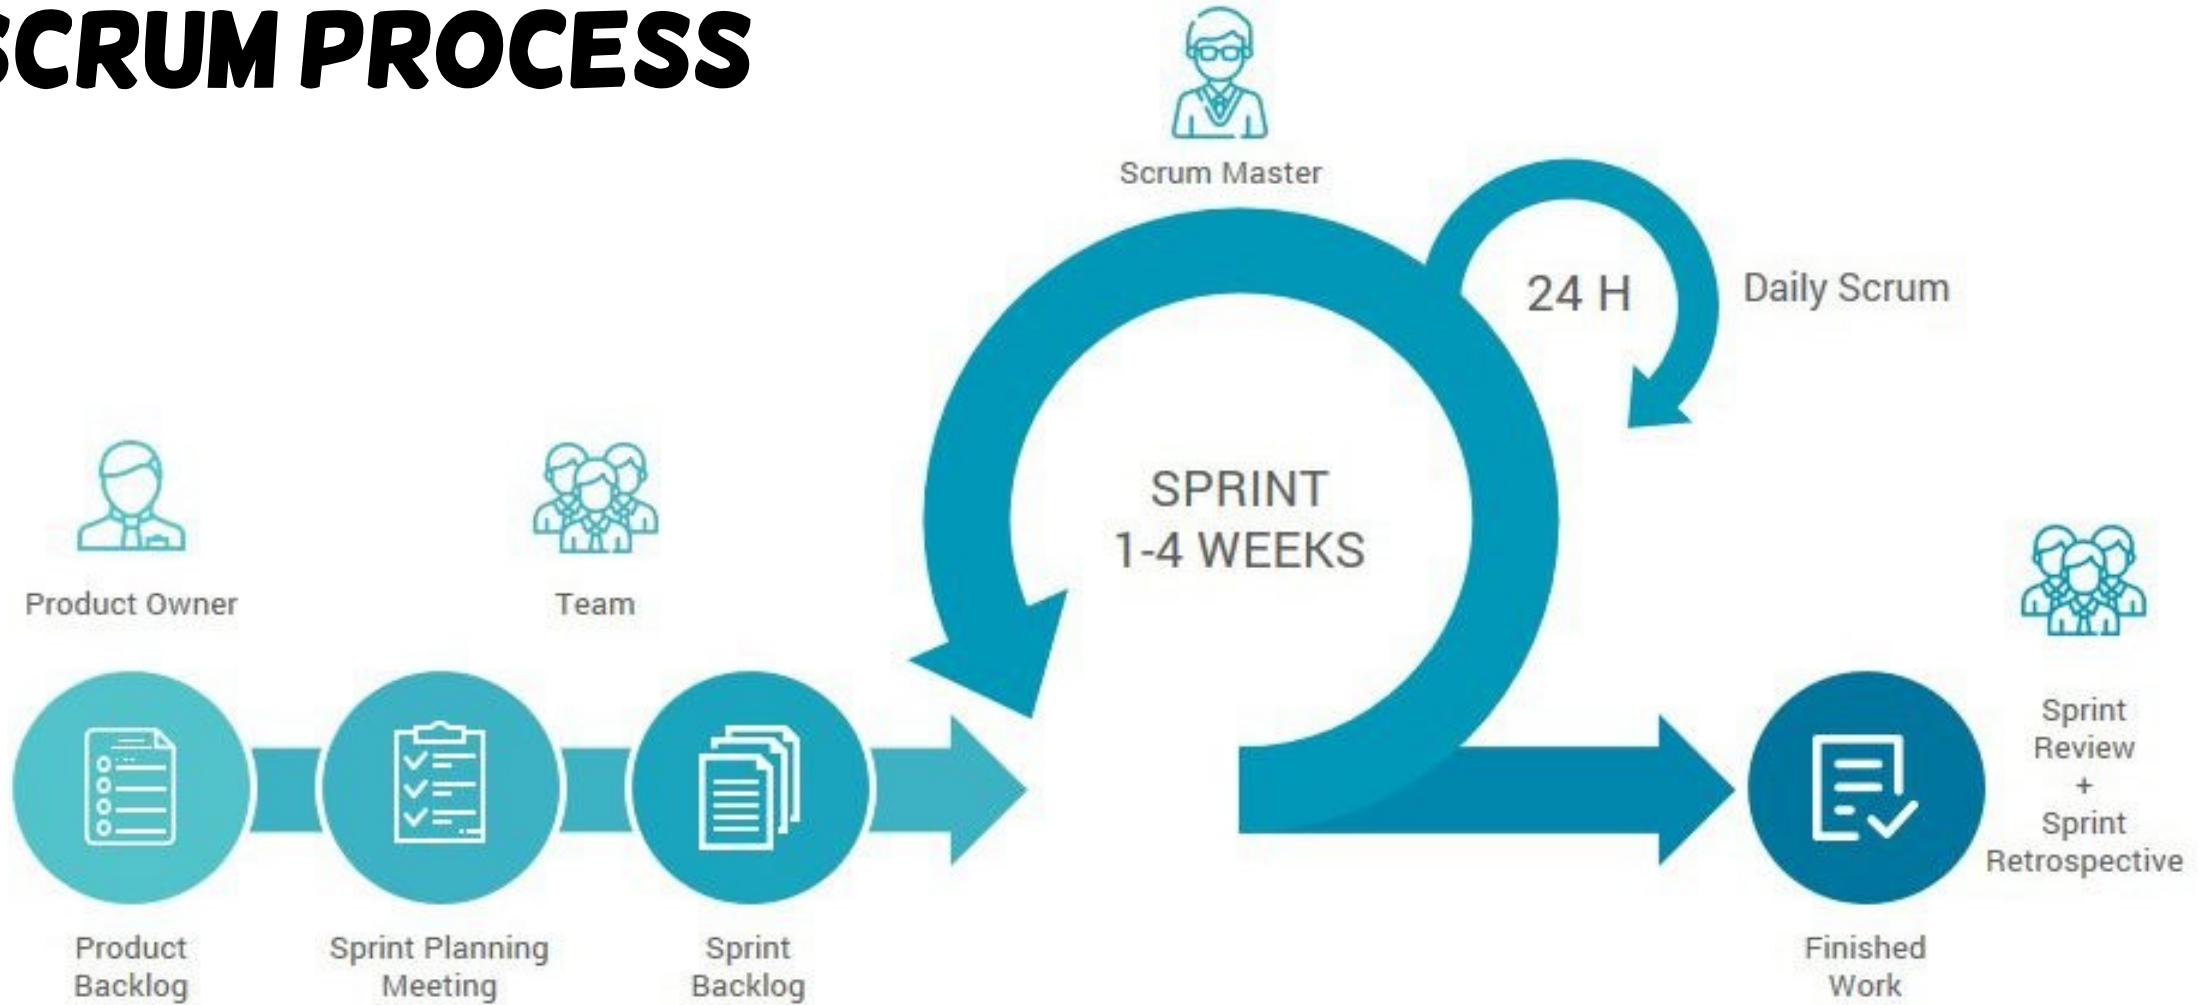 SCRUM PROCESS
Scrum Master
24 H
Daily Scrum
SPRINT
1-4 WEEKS
Product Owner
Team
Product
Backlog
Sprint Planning
Meeting
Sprint
Backlog
Finished
Work
Sprint
Review
+
Sprint
Retrospective